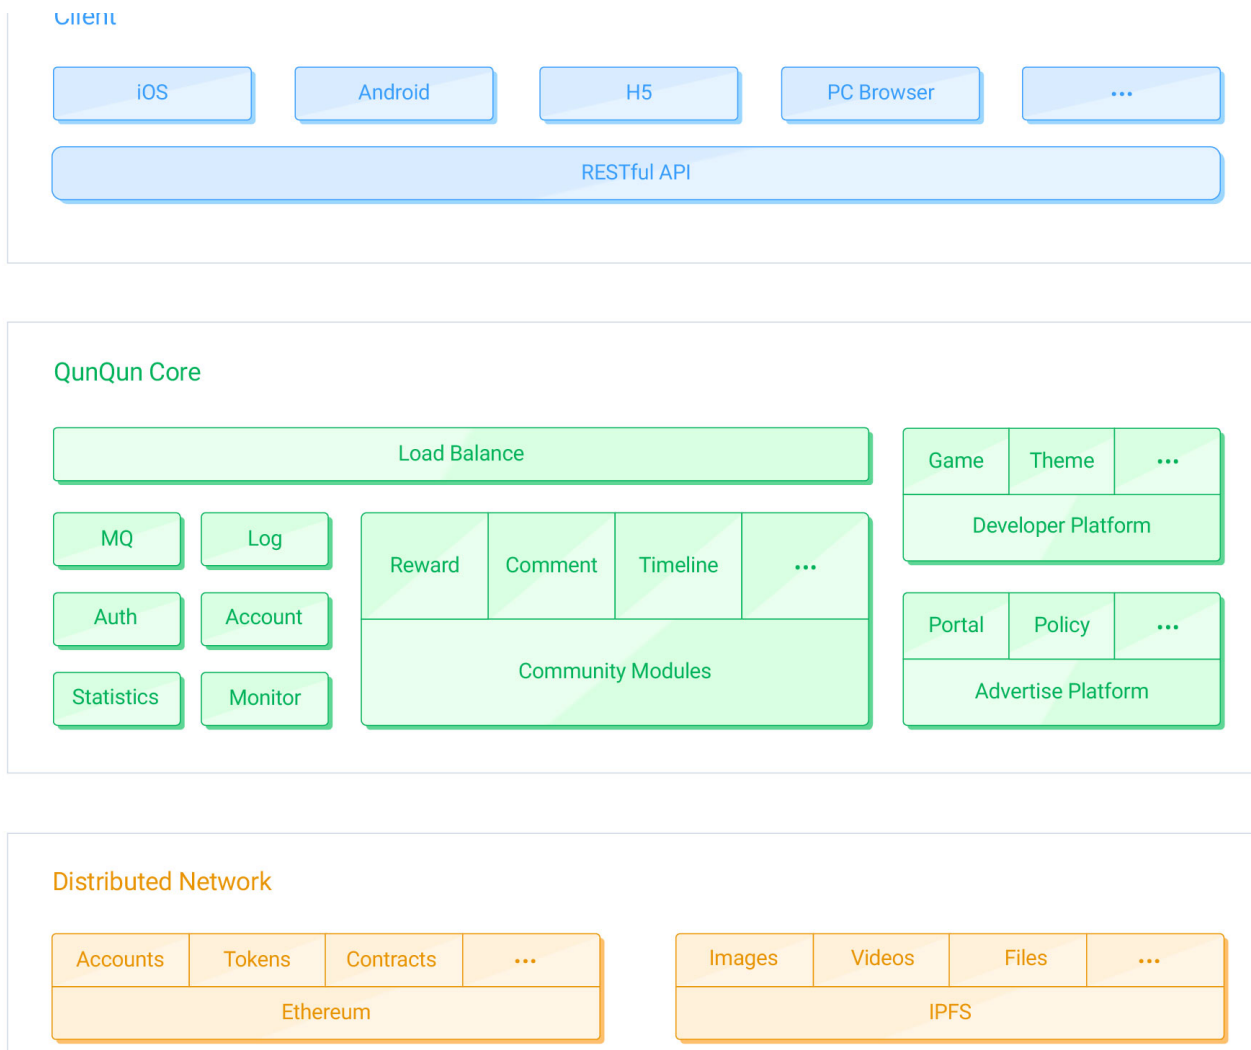 Client
iOS Android H5 PC Browser ...
RESTful API
QunQun Core
Load Balance
Game Theme ...
Developer Platform
MQ Log
Reward Comment Timeline ...
Auth Account
Portal Policy ...
Community Modules
Advertise Platform
Statistics Monitor
Distributed Network
Accounts Tokens Contracts ...
Ethereum
Images Videos Files ...
IPFS